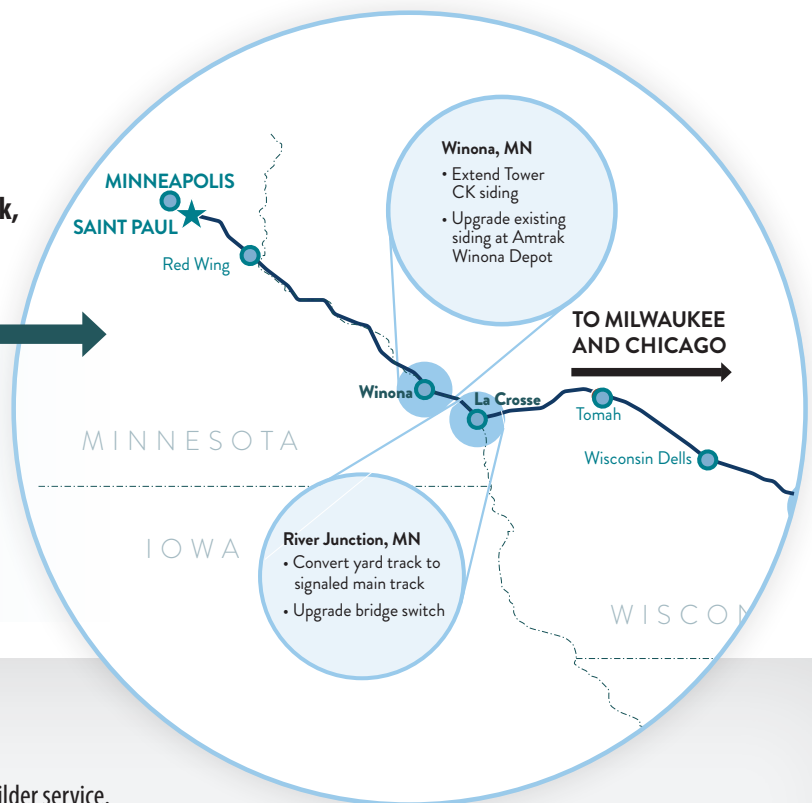 k,
MINNEAPOLIS
SAINT PAUL
Red Wing
Winona, MN
• Extend Tower
CK siding
• Upgrade existing
siding at Amtrak
Winona Depot
TO MILWAUKEE
AND CHICAGO
Winona
La Crosse
Tomah
Wisconsin Dells
MINNESOTA
IOWA
River Junction, MN
• Convert yard track to
signaled main track
• Upgrade bridge switch
WISCON
ilder service.